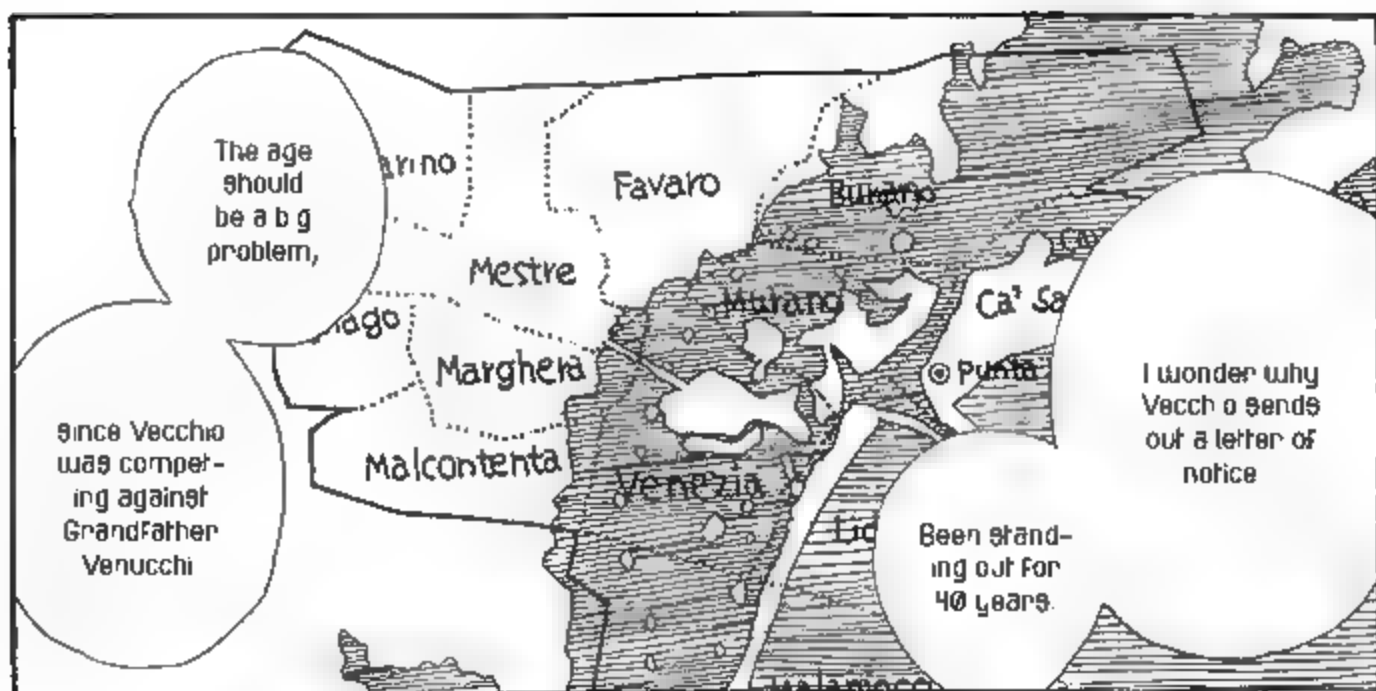 The age
should
be a b g
problem,
since Vecchio
was compet-
ing against
Grandfather
Venucchi
I wonder why
Vecch o sends
out a letter of
notice
Been stand-
ing out for
40 years.
Favaro
Burano
Mestre
Murano
Ca' Sa
Marghera
Punta
Malcontenta
Venezia